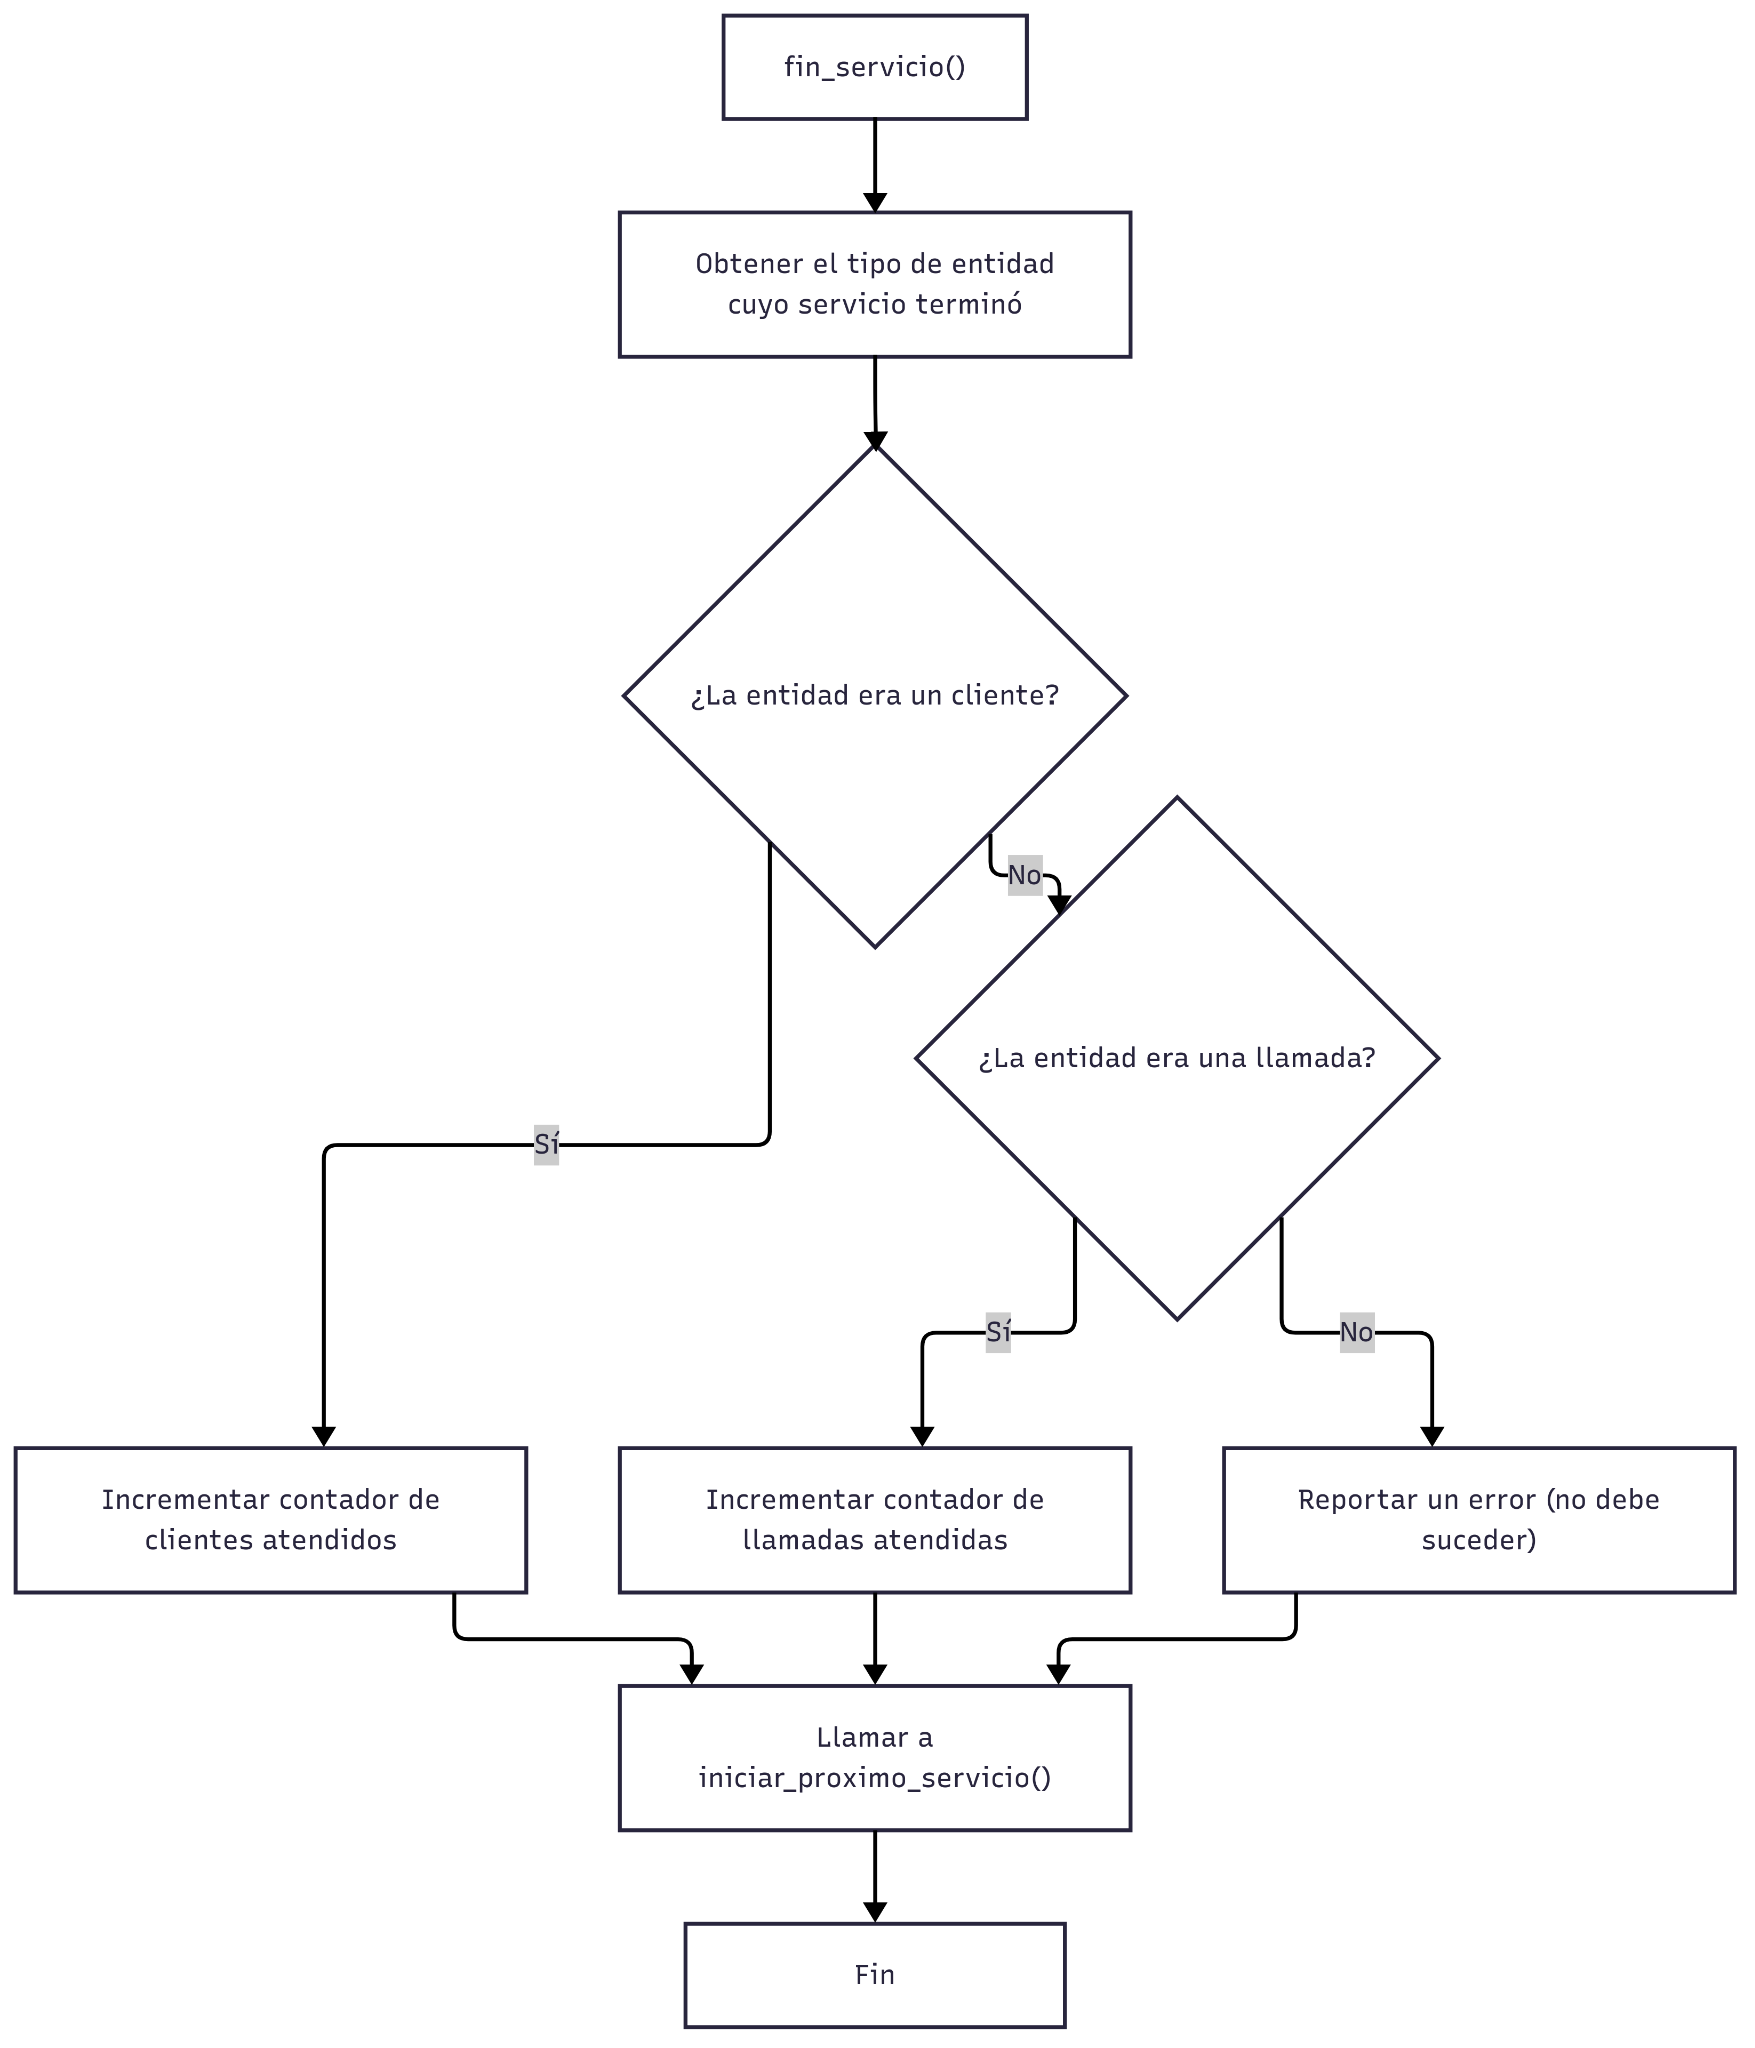 fin_servicio()
Obtener el tipo de entidad
cuyo servicio terminó
¿La entidad era un cliente?
No
¿La entidad era una llamada?
Sí
Sí
No
Incrementar contador de
clientes atendidos
Incrementar contador de
llamadas atendidas
Reportar un error (no debe
suceder)
Llamar a
iniciar_proximo_servicio()
Fin